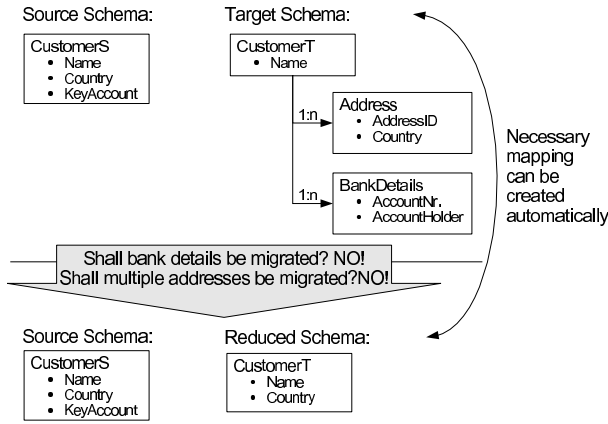 Source Schema:
Target Schema:
CustomerS
• Name
• Country
• KeyAccount
CustomerT
• Name
1:n
Address
• AddressID
• Country
1:n
BankDetails
• AccountNr.
• AccountHolder
Necessary
mapping
can be
created
automatically
Shall bank details be migrated? NO!
Shall multiple addresses be migrated?NO!
Source Schema:
Reduced Schema:
CustomerS
• Name
• Country
• KeyAccount
CustomerT
• Name
• Country